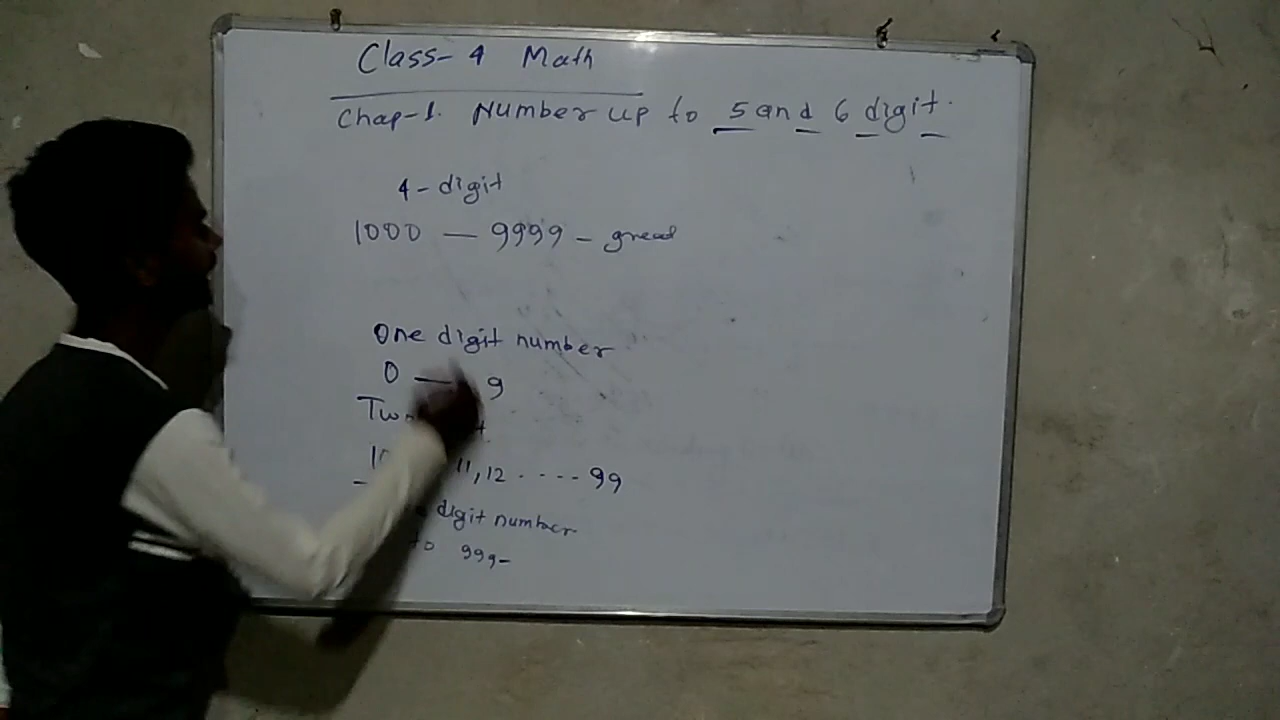 Class- 4 Math
Chap-1. Number up to 5 and 6 digit.
4 - digit
1000 — 9999 -
One digit number
0 — 9
11, 12 ..... 99
digit number
to 999-